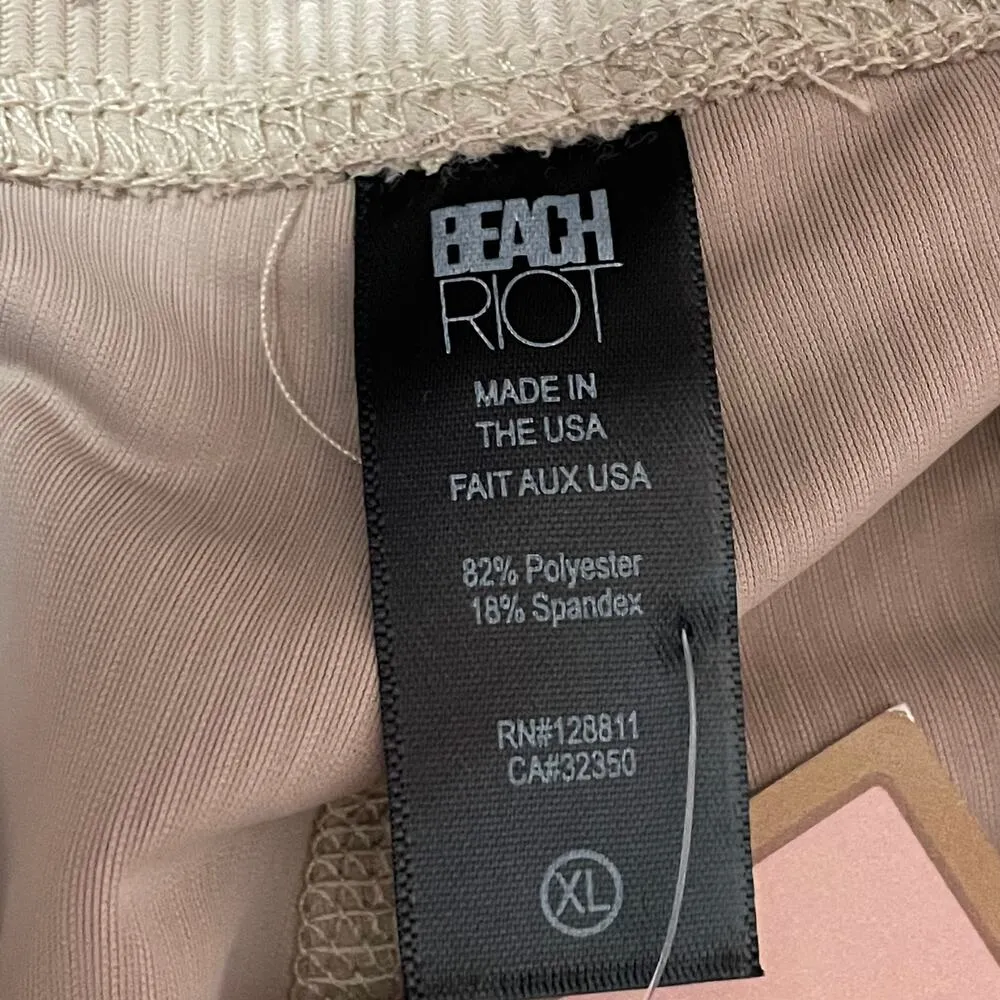 BEACH
RIOT
MADE IN
THE USA
FAIT AUX USA
82% Polyester
18% Spandex
RN#128811
CA#32350
XL